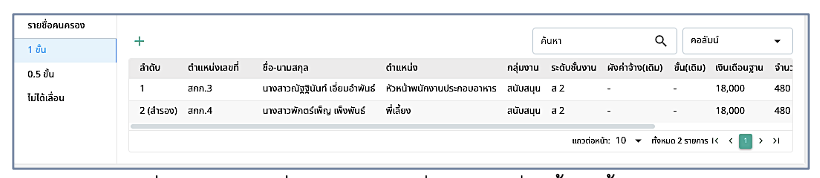 รายชื่อคนครอง
1 ขั้น
0.5 ขั้น
ไม่ได้เลื่อน
+ ค้นหา คอลัมน์
ลำดับ ตำแหน่งเลขที่ ชื่อ-นามสกุล ตำแหน่ง กลุ่มงาน ระดับชั้นงาน ผังค่าจ้าง(เดิม) ขั้น(เดิม) เงินเดือนฐาน จำนว
1 สกก.3 นางสาวณัฏฐินันท์ เอี่ยมอำพันธ์ หัวหน้าพนักงานประกอบอาหาร สนับสนุน ส 2 - - 18,000 480
2 (สำรอง) สกก.4 นางสาวพักตร์เพ็ญ เพ็งพันธ์ พี่เลี้ยง สนับสนุน ส 2 - - 18,000 480
แถวต่อหน้า: 10 ทั้งหมด 2 รายการ 1